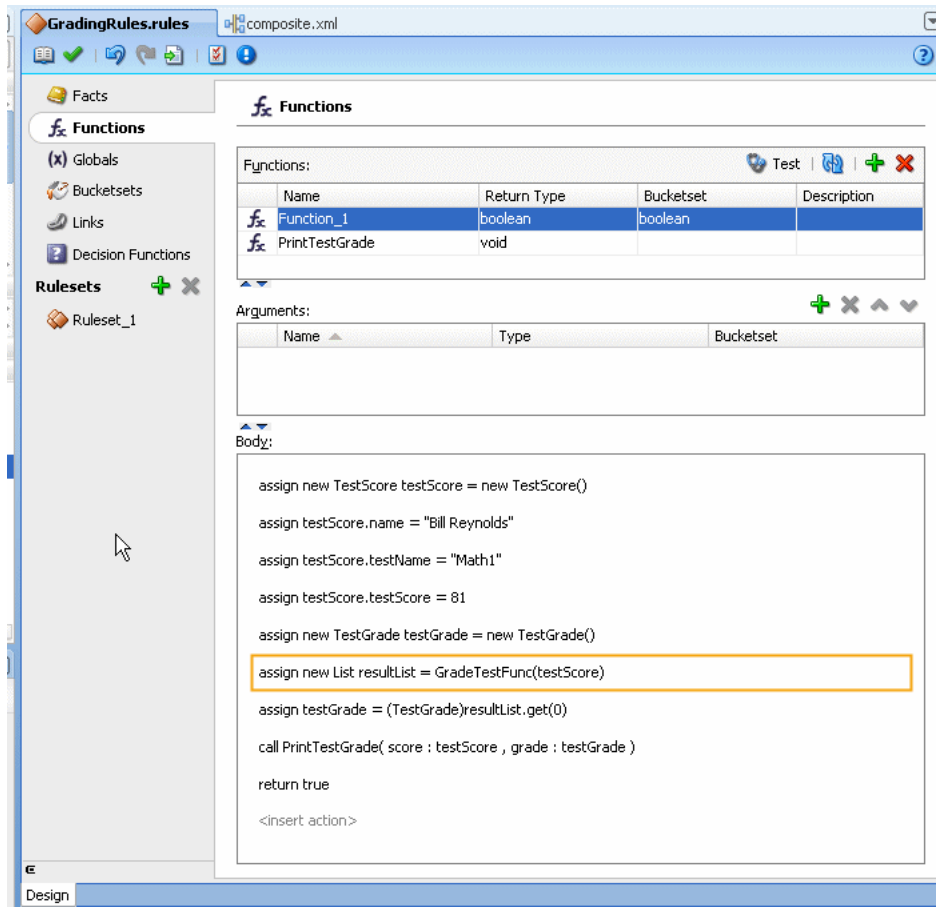 GradingRules.rules composite.xml
Facts
Functions
(x) Globals
Bucketsets
Links
Decision Functions
Rulesets
Ruleset_1
fx Functions
Functions: Test
Name Return Type Bucketset Description
fx Function_1 boolean boolean
fx PrintTestGrade void
Arguments:
Name Type Bucketset
Body:
assign new TestScore testScore = new TestScore()
assign testScore.name = "Bill Reynolds"
assign testScore.testName = "Math1"
assign testScore.testScore = 81
assign new TestGrade testGrade = new TestGrade()
assign new List resultList = GradeTestFunc(testScore)
assign testGrade = (TestGrade)resultList.get(0)
call PrintTestGrade( score : testScore , grade : testGrade )
return true
<insert action>
Design